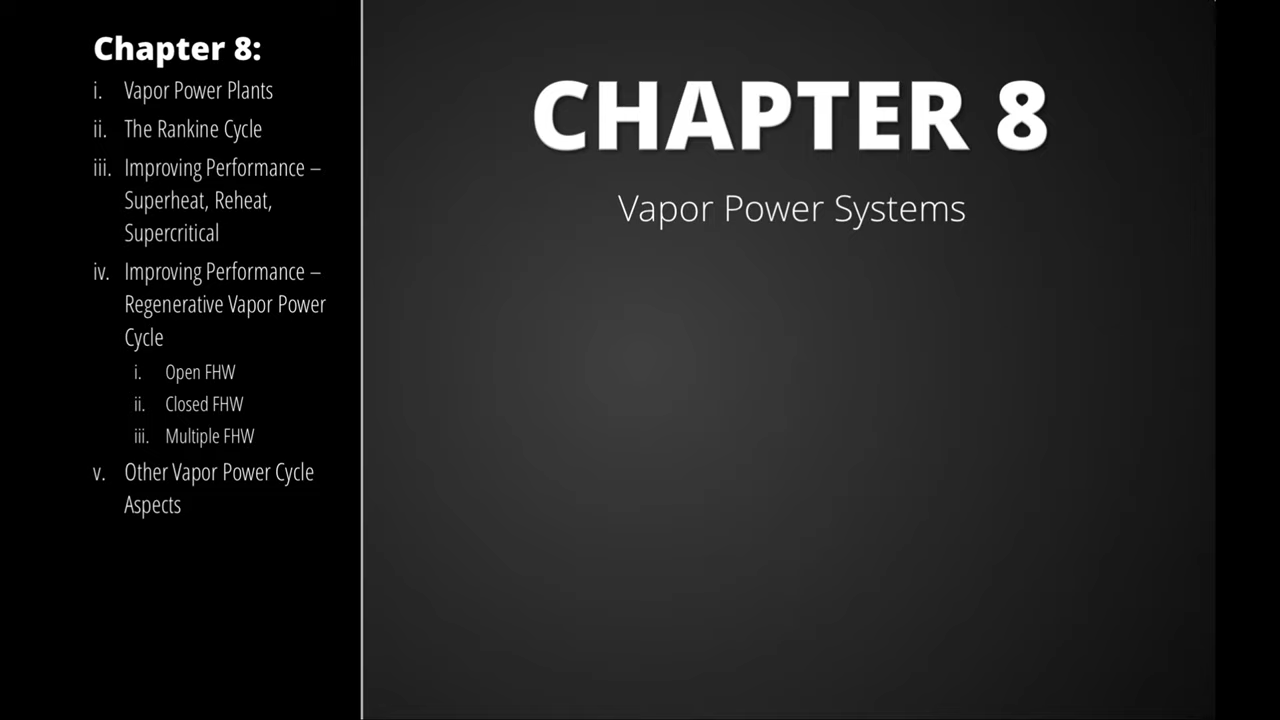 Chapter 8:
i. Vapor Power Plants
ii. The Rankine Cycle
iii. Improving Performance –
Superheat, Reheat,
Supercritical
iv. Improving Performance –
Regenerative Vapor Power
Cycle
i. Open FHW
ii. Closed FHW
iii. Multiple FHW
v. Other Vapor Power Cycle
Aspects
CHAPTER 8
Vapor Power Systems